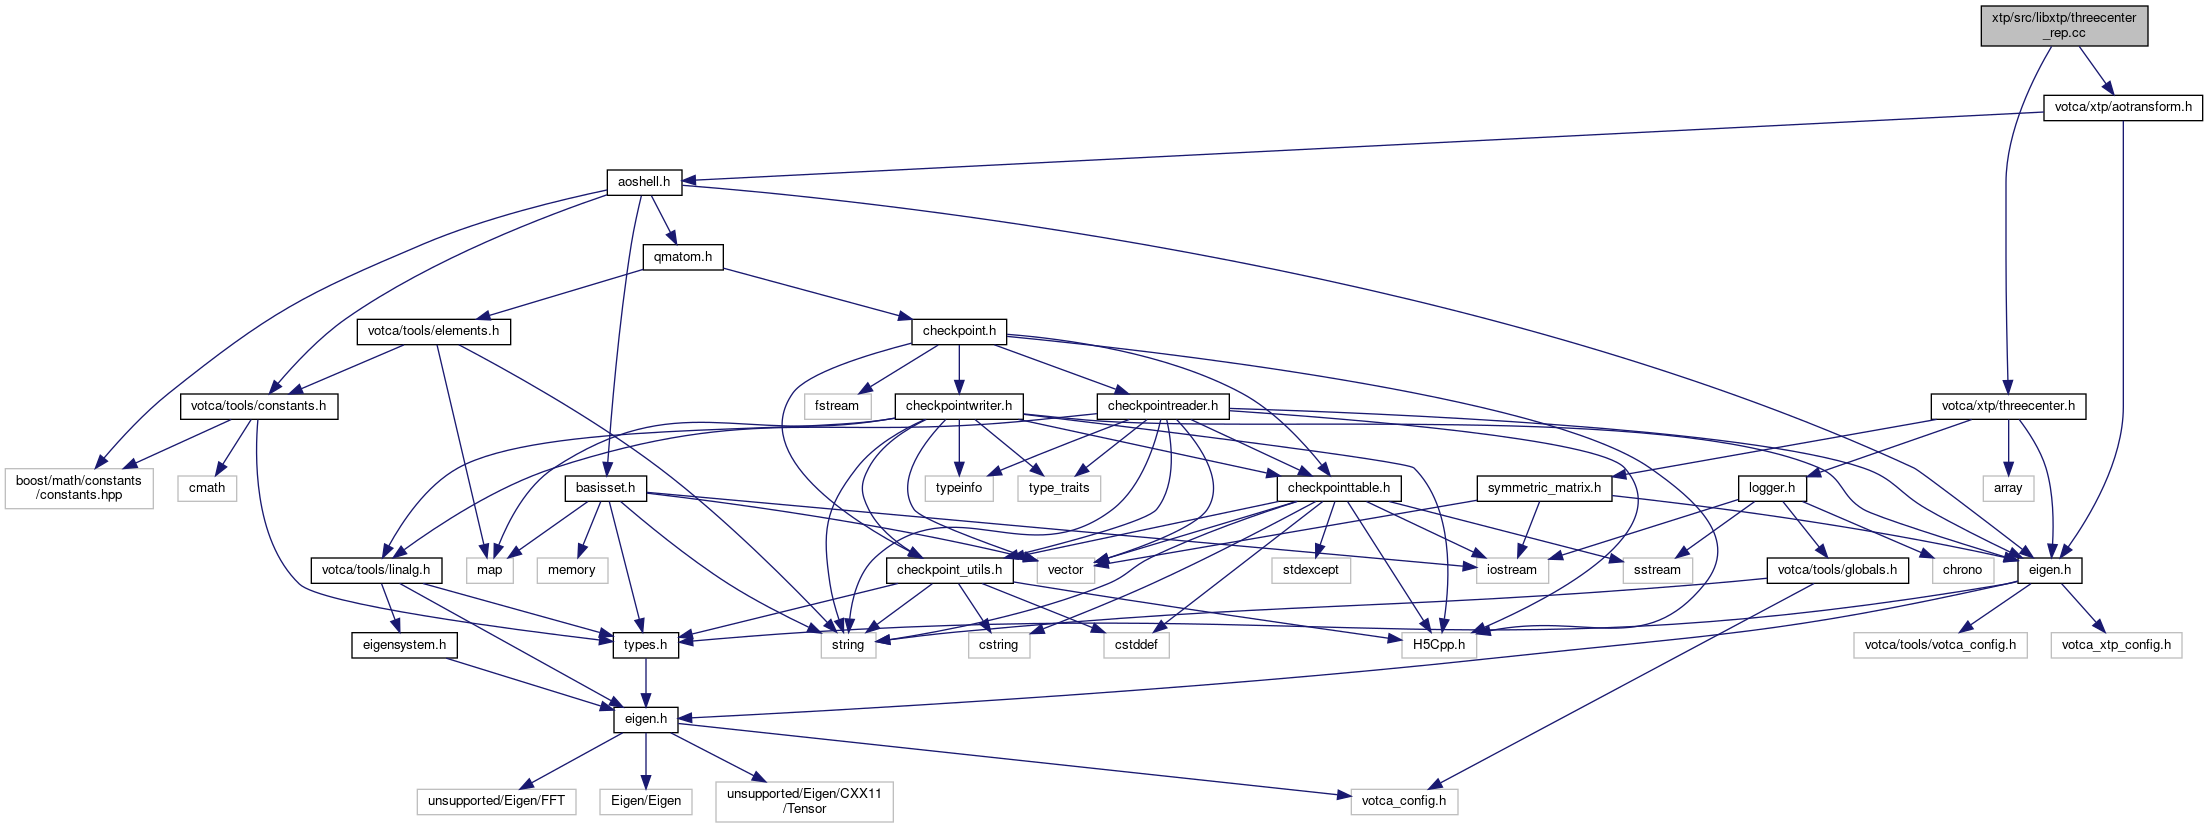 xtp/src/libxtp/threecenter
_rep.cc
votca/xtp/aotransform.h
aoshell.h
qmatom.h
votca/tools/elements.h
checkpoint.h
votca/tools/constants.h
fstream
checkpointwriter.h
checkpointreader.h
votca/xtp/threecenter.h
boost/math/constants
/constants.hpp
cmath
basisset.h
typeinfo
type_traits
checkpointtable.h
symmetric_matrix.h
logger.h
array
votca/tools/linalg.h
map
memory
checkpoint_utils.h
vector
stdexcept
iostream
sstream
votca/tools/globals.h
chrono
eigen.h
eigensystem.h
types.h
string
cstring
cstddef
H5Cpp.h
votca/tools/votca_config.h
votca_xtp_config.h
eigen.h
unsupported/Eigen/FFT
Eigen/Eigen
unsupported/Eigen/CXX11
/Tensor
votca_config.h